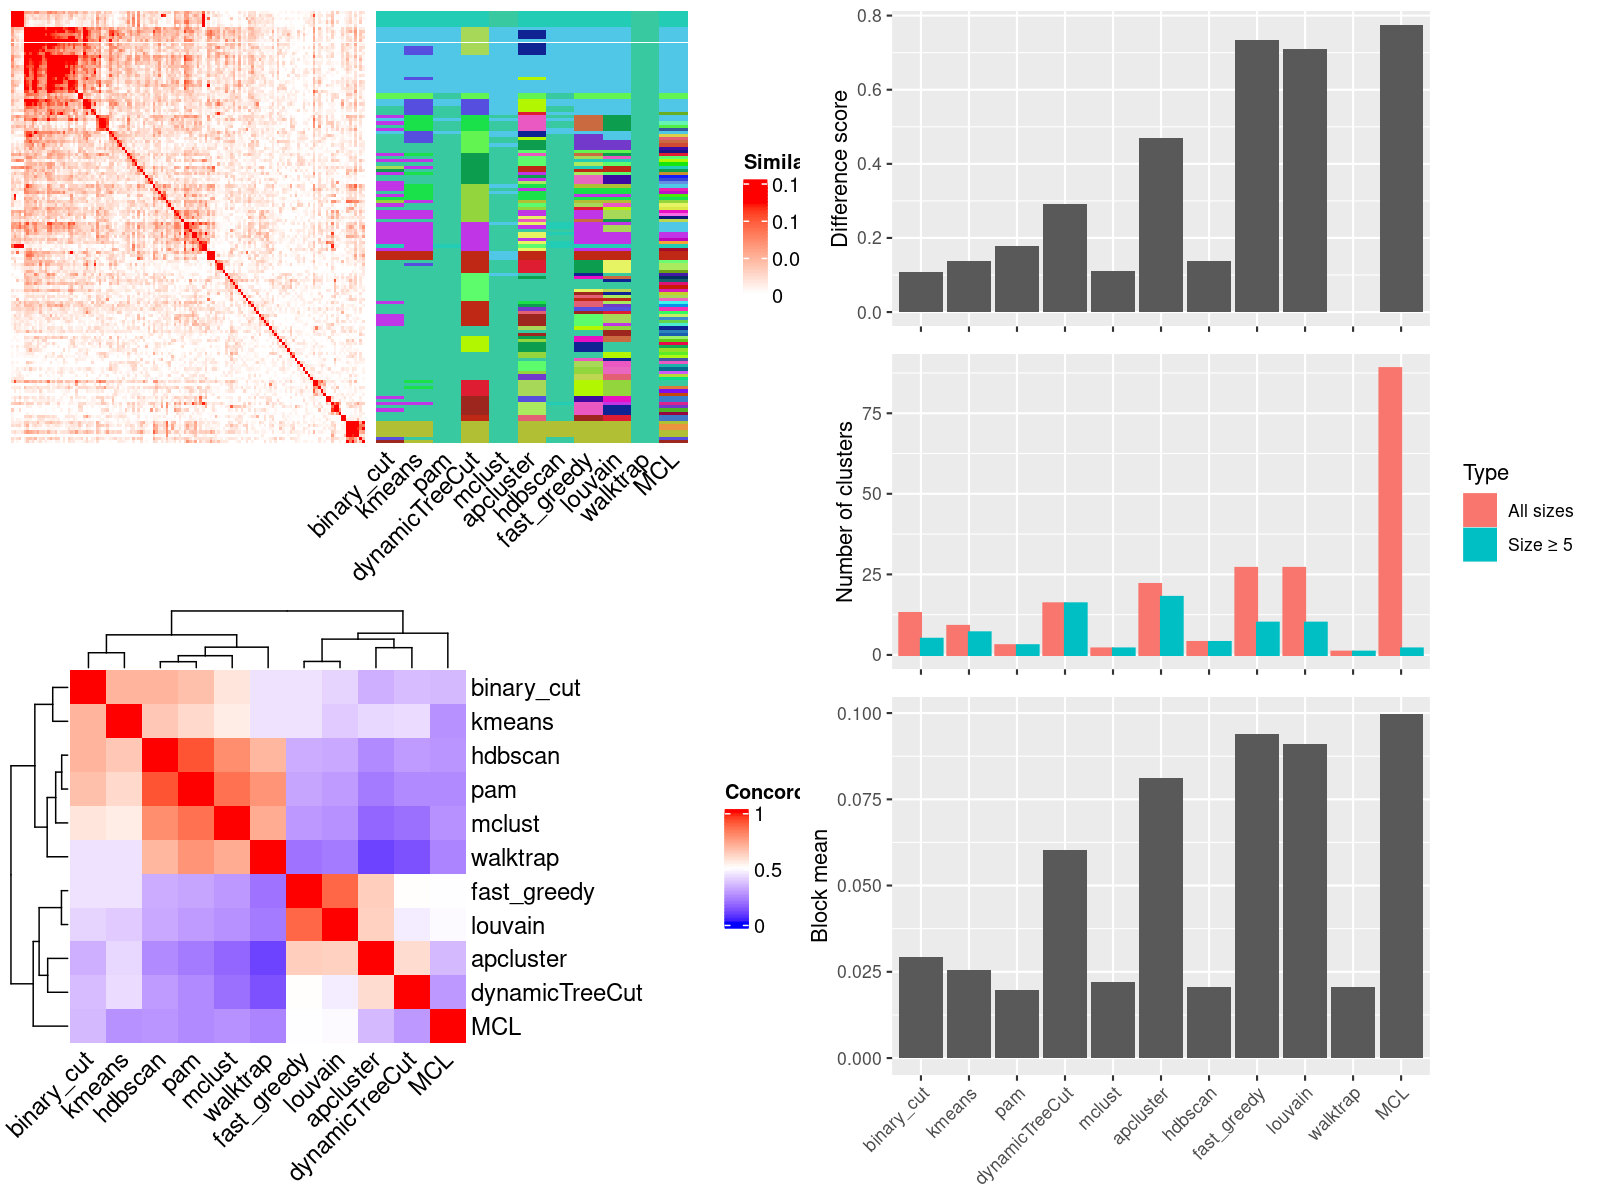 Simila
0.1
0.1
0.0
0
binary_cut
kmeans
pam
dynamicTreeCut
mclust
apcluster
hdbscan
fast_greedy
louvain
walktrap
MCL
Difference score
0.8
0.6
0.4
0.2
0.0
Number of clusters
75
50
25
0
Type
All sizes
Size ≥ 5
binary_cut
kmeans
hdbscan
pam
mclust
walktrap
fast_greedy
louvain
apcluster
dynamicTreeCut
MCL
binary_cut
kmeans
hdbscan
pam
mclust
walktrap
fast_greedy
louvain
apcluster
dynamicTreeCut
MCL
Concord
1
0.5
0
Block mean
0.100
0.075
0.050
0.025
0.000
binary_cut
kmeans
pam
dynamicTreeCut
mclust
apcluster
hdbscan
fast_greedy
louvain
walktrap
MCL